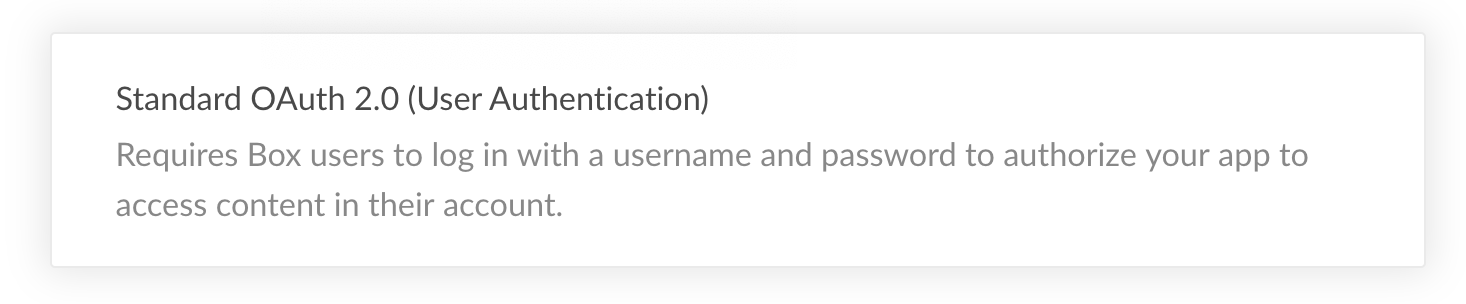 Standard OAuth 2.0 (User Authentication)
Requires Box users to log in with a username and password to authorize your app to
access content in their account.